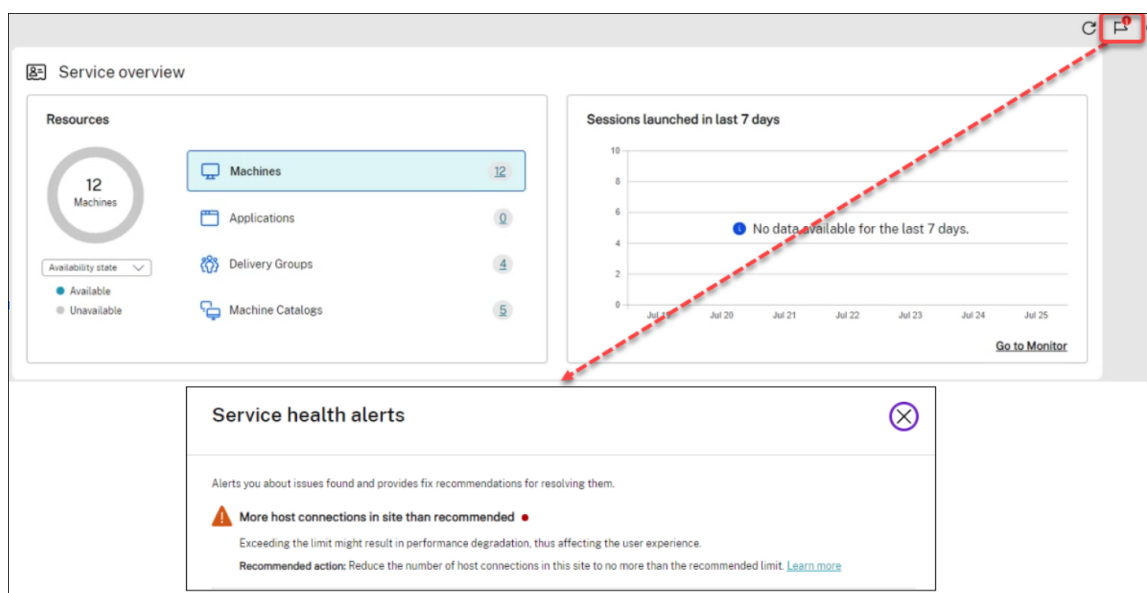 1
Service overview
Resources
12
Machines
Availability state
Available
Unavailable
Machines 12
Applications 0
Delivery Groups 4
Machine Catalogs 5
Sessions launched in last 7 days
10
8
6
4
2
0
No data available for the last 7 days.
Jul 19 Jul 20 Jul 21 Jul 22 Jul 23 Jul 24 Jul 25
Go to Monitor
Service health alerts
Alerts you about issues found and provides fix recommendations for resolving them.
More host connections in site than recommended
Exceeding the limit might result in performance degradation, thus affecting the user experience.
Recommended action: Reduce the number of host connections in this site to no more than the recommended limit. Learn more